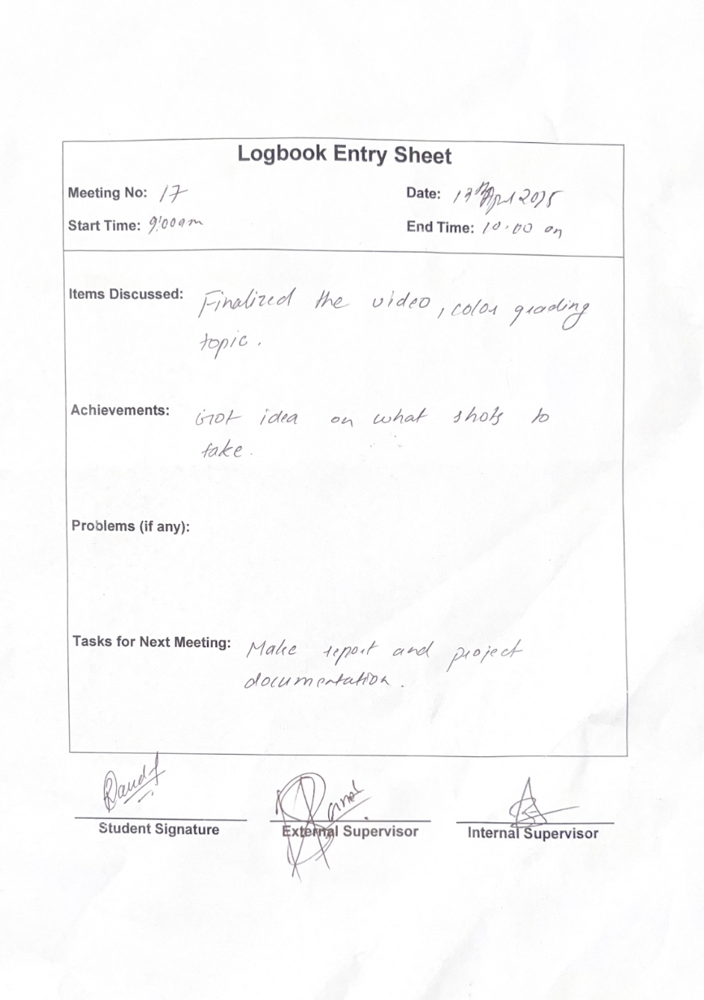 Logbook Entry Sheet
Meeting No: 17
Date: April 2025
Start Time: 9:00am
End Time: 10:00
Items Discussed: Finalized the video, color grading
topic.
Achievements: Got idea on what shots to
take.
Problems (if any):
Tasks for Next Meeting: Make report and project
documentation.
Student Signature
External Supervisor
Internal Supervisor